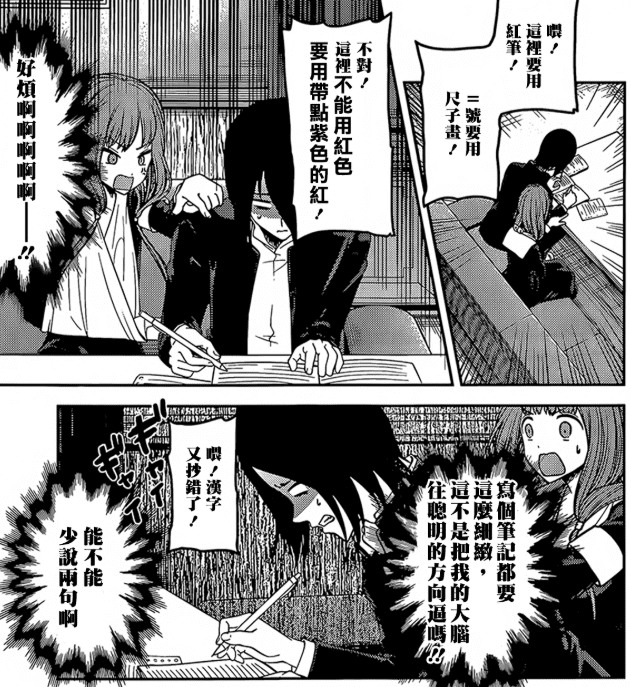 喂！
這裡要用
紅筆！
＝號要用
尺子畫！
不對！
這裡不能用紅色
要用帶點紫色的紅！
好煩啊啊啊啊啊──!!
寫個筆記都要
這麼細緻，
這不是把我的大腦
往聰明的方向逼嗎!!
喂！漢字
又抄錯了！
ギャイ
ギャイ
能不能
少說兩句啊